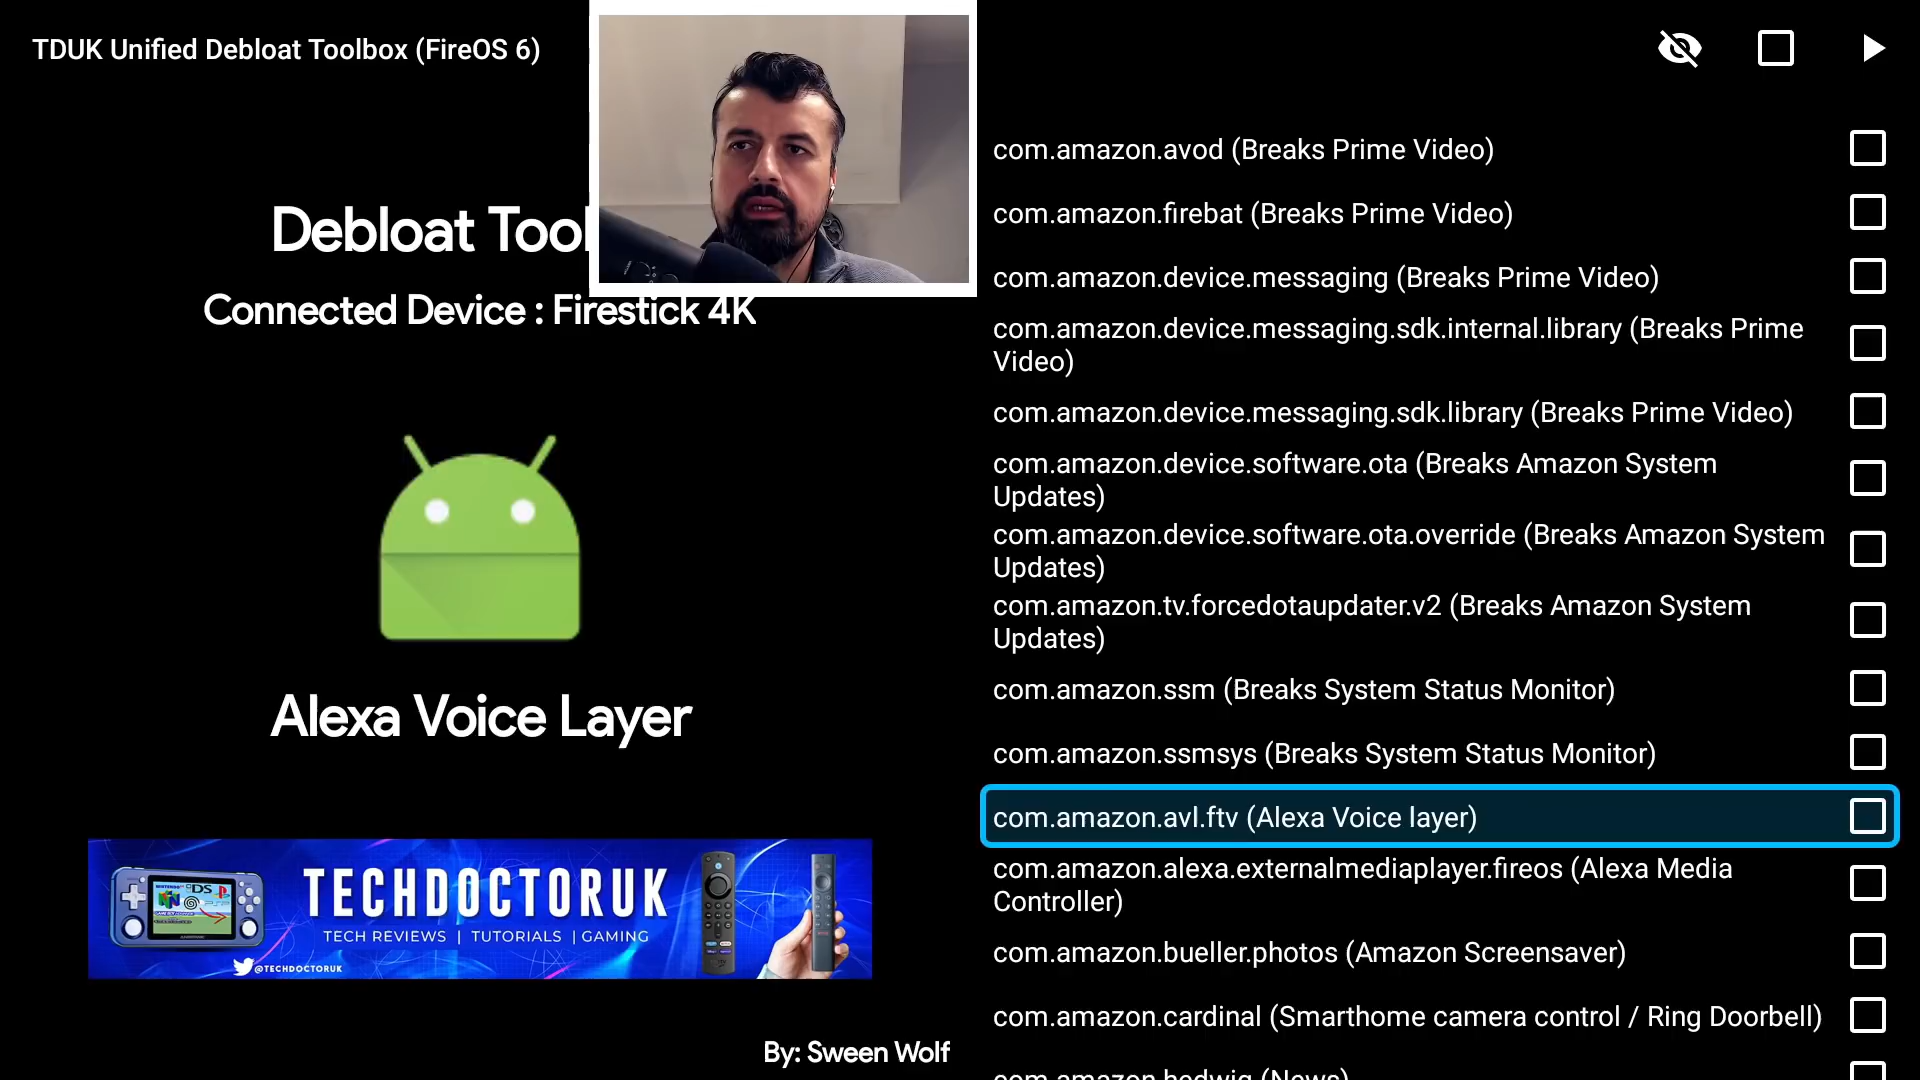 TDUK Unified Debloat Toolbox (FireOS 6)
Debloat Tool
Connected Device : Firestick 4K
Alexa Voice Layer
DS
TECHDOCTORUK
TECH REVIEWS | TUTORIALS | GAMING
@TECHDOCTORUK
By: Sween Wolf
com.amazon.avod (Breaks Prime Video)
com.amazon.firebat (Breaks Prime Video)
com.amazon.device.messaging (Breaks Prime Video)
com.amazon.device.messaging.sdk.internal.library (Breaks Prime
Video)
com.amazon.device.messaging.sdk.library (Breaks Prime Video)
com.amazon.device.software.ota (Breaks Amazon System
Updates)
com.amazon.device.software.ota.override (Breaks Amazon System
Updates)
com.amazon.tv.forcedotaupdater.v2 (Breaks Amazon System
Updates)
com.amazon.ssm (Breaks System Status Monitor)
com.amazon.ssmsys (Breaks System Status Monitor)
com.amazon.avl.ftv (Alexa Voice layer)
com.amazon.alexa.externalmediaplayer.fireos (Alexa Media
Controller)
com.amazon.bueller.photos (Amazon Screensaver)
com.amazon.cardinal (Smarthome camera control / Ring Doorbell)
com.amazon.hedwig (News)